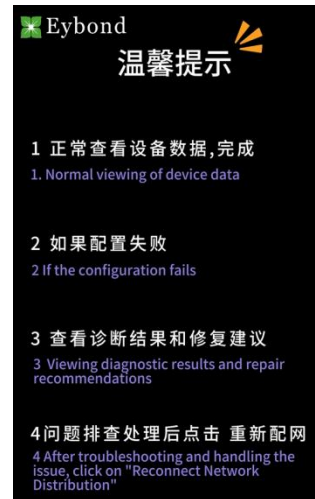 Eybond
温馨提示
1 正常查看设备数据,完成
1. Normal viewing of device data
2 如果配置失败
2 If the configuration fails
3 查看诊断结果和修复建议
3 Viewing diagnostic results and repair
recommendations
4问题排查处理后点击 重新配网
4 After troubleshooting and handling the
issue, click on "Reconnect Network
Distribution"